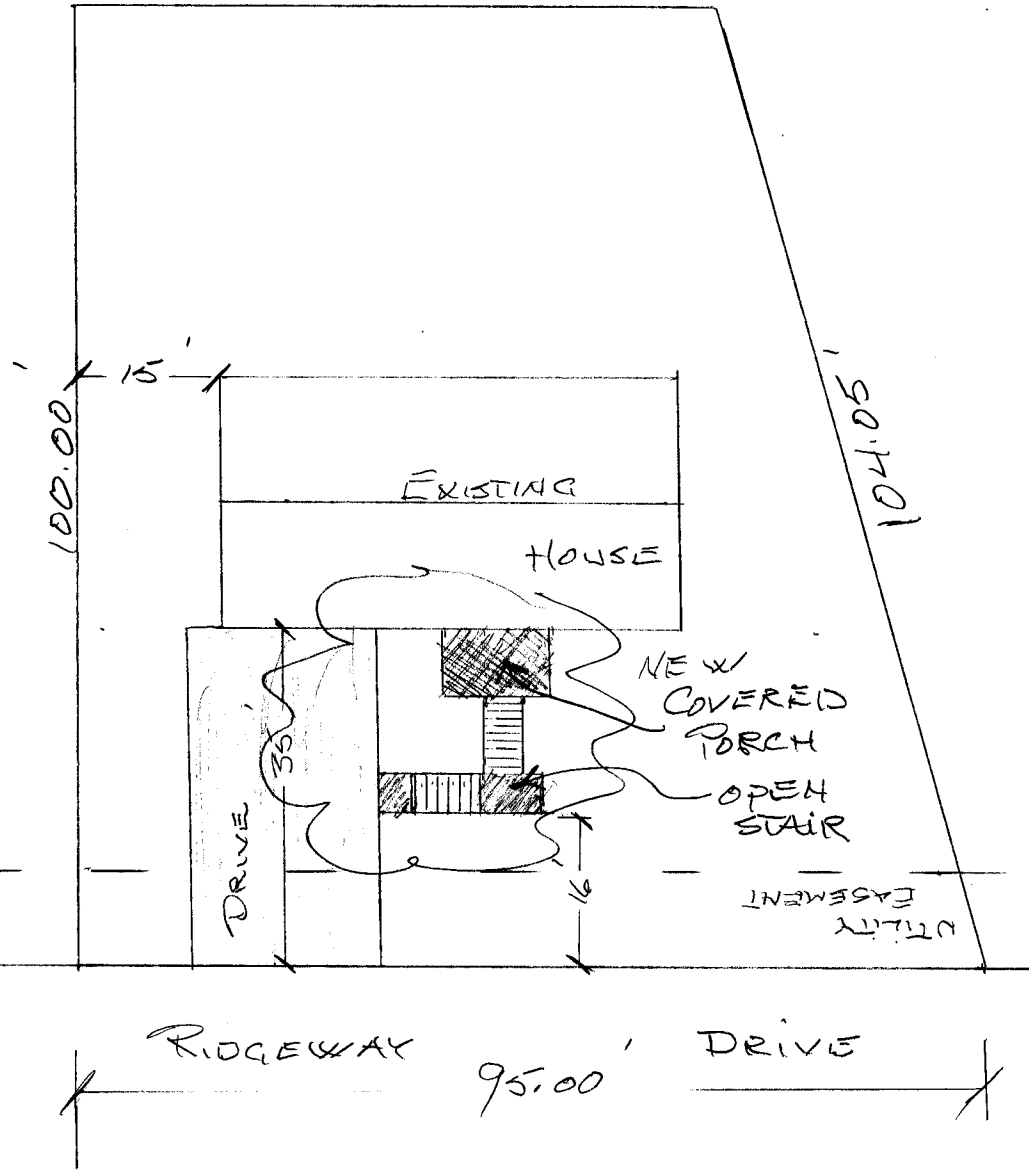 15'
100.00'
104.05'
EXISTING
HOUSE
NEW
COVERED
PORCH
OPEN
STAIR
35'
DRIVE
16'
UTILITY
EASEMENT
RIDGEWAY DRIVE
95.00'